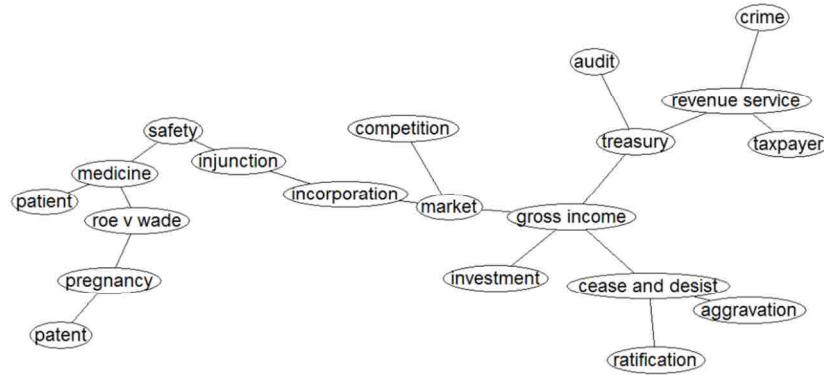 crime
audit
revenue service
safety
competition
treasury
taxpayer
injunction
medicine
incorporation
patient
market
gross income
roe v wade
pregnancy
investment
cease and desist
aggravation
patent
ratification